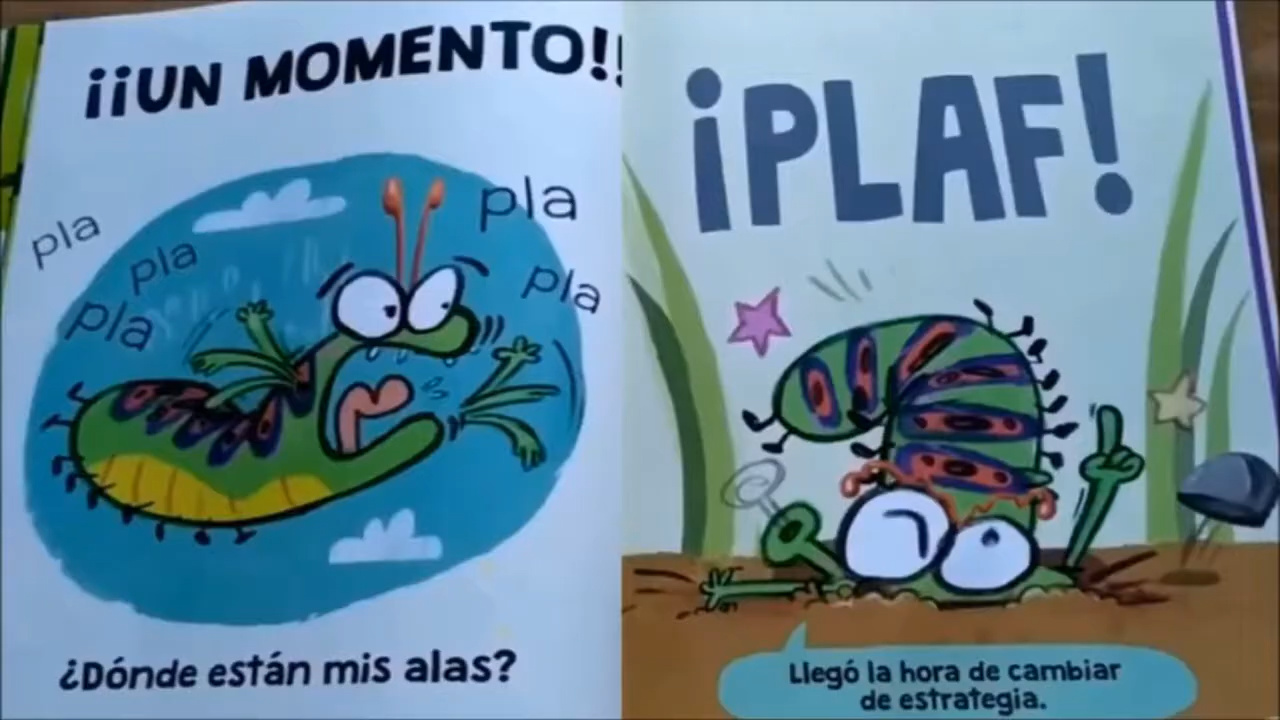 ¡¡UN MOMENTO!!
pla
pla
pla
pla
pla
¿Dónde están mis alas?
¡PLAF!
Llegó la hora de cambiar
de estrategia.